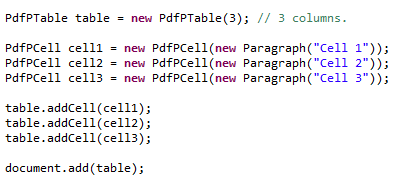 PdfPTable table = new PdfPTable(3); // 3 columns.
PdfPCell cell1 = new PdfPCell(new Paragraph("Cell 1"));
PdfPCell cell2 = new PdfPCell(new Paragraph("Cell 2"));
PdfPCell cell3 = new PdfPCell(new Paragraph("Cell 3"));
table.addCell(cell1);
table.addCell(cell2);
table.addCell(cell3);
document.add(table);